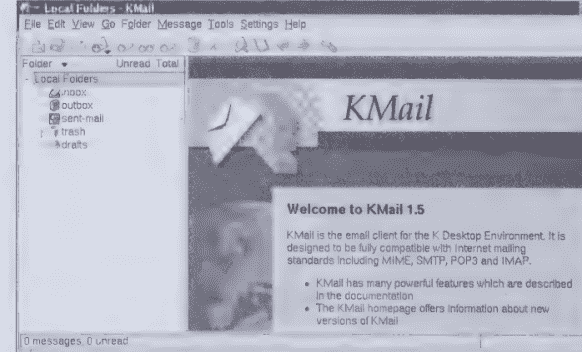 Local Folders - KMail
File Edit View Go Folder Message Tools Settings Help
Folder Unread Total
Local Folders
inbox
outbox
sent-mail
trash
drafts
KMail
Welcome to KMail 1.5
KMail is the email client for the K Desktop Environment. It is
designed to be fully compatible with Internet mailing
standards including MIME, SMTP, POP3 and IMAP.
• KMail has many powerful features which are described
in the documentation
• The KMail homepage offers information about new
versions of KMail
0 messages, 0 unread